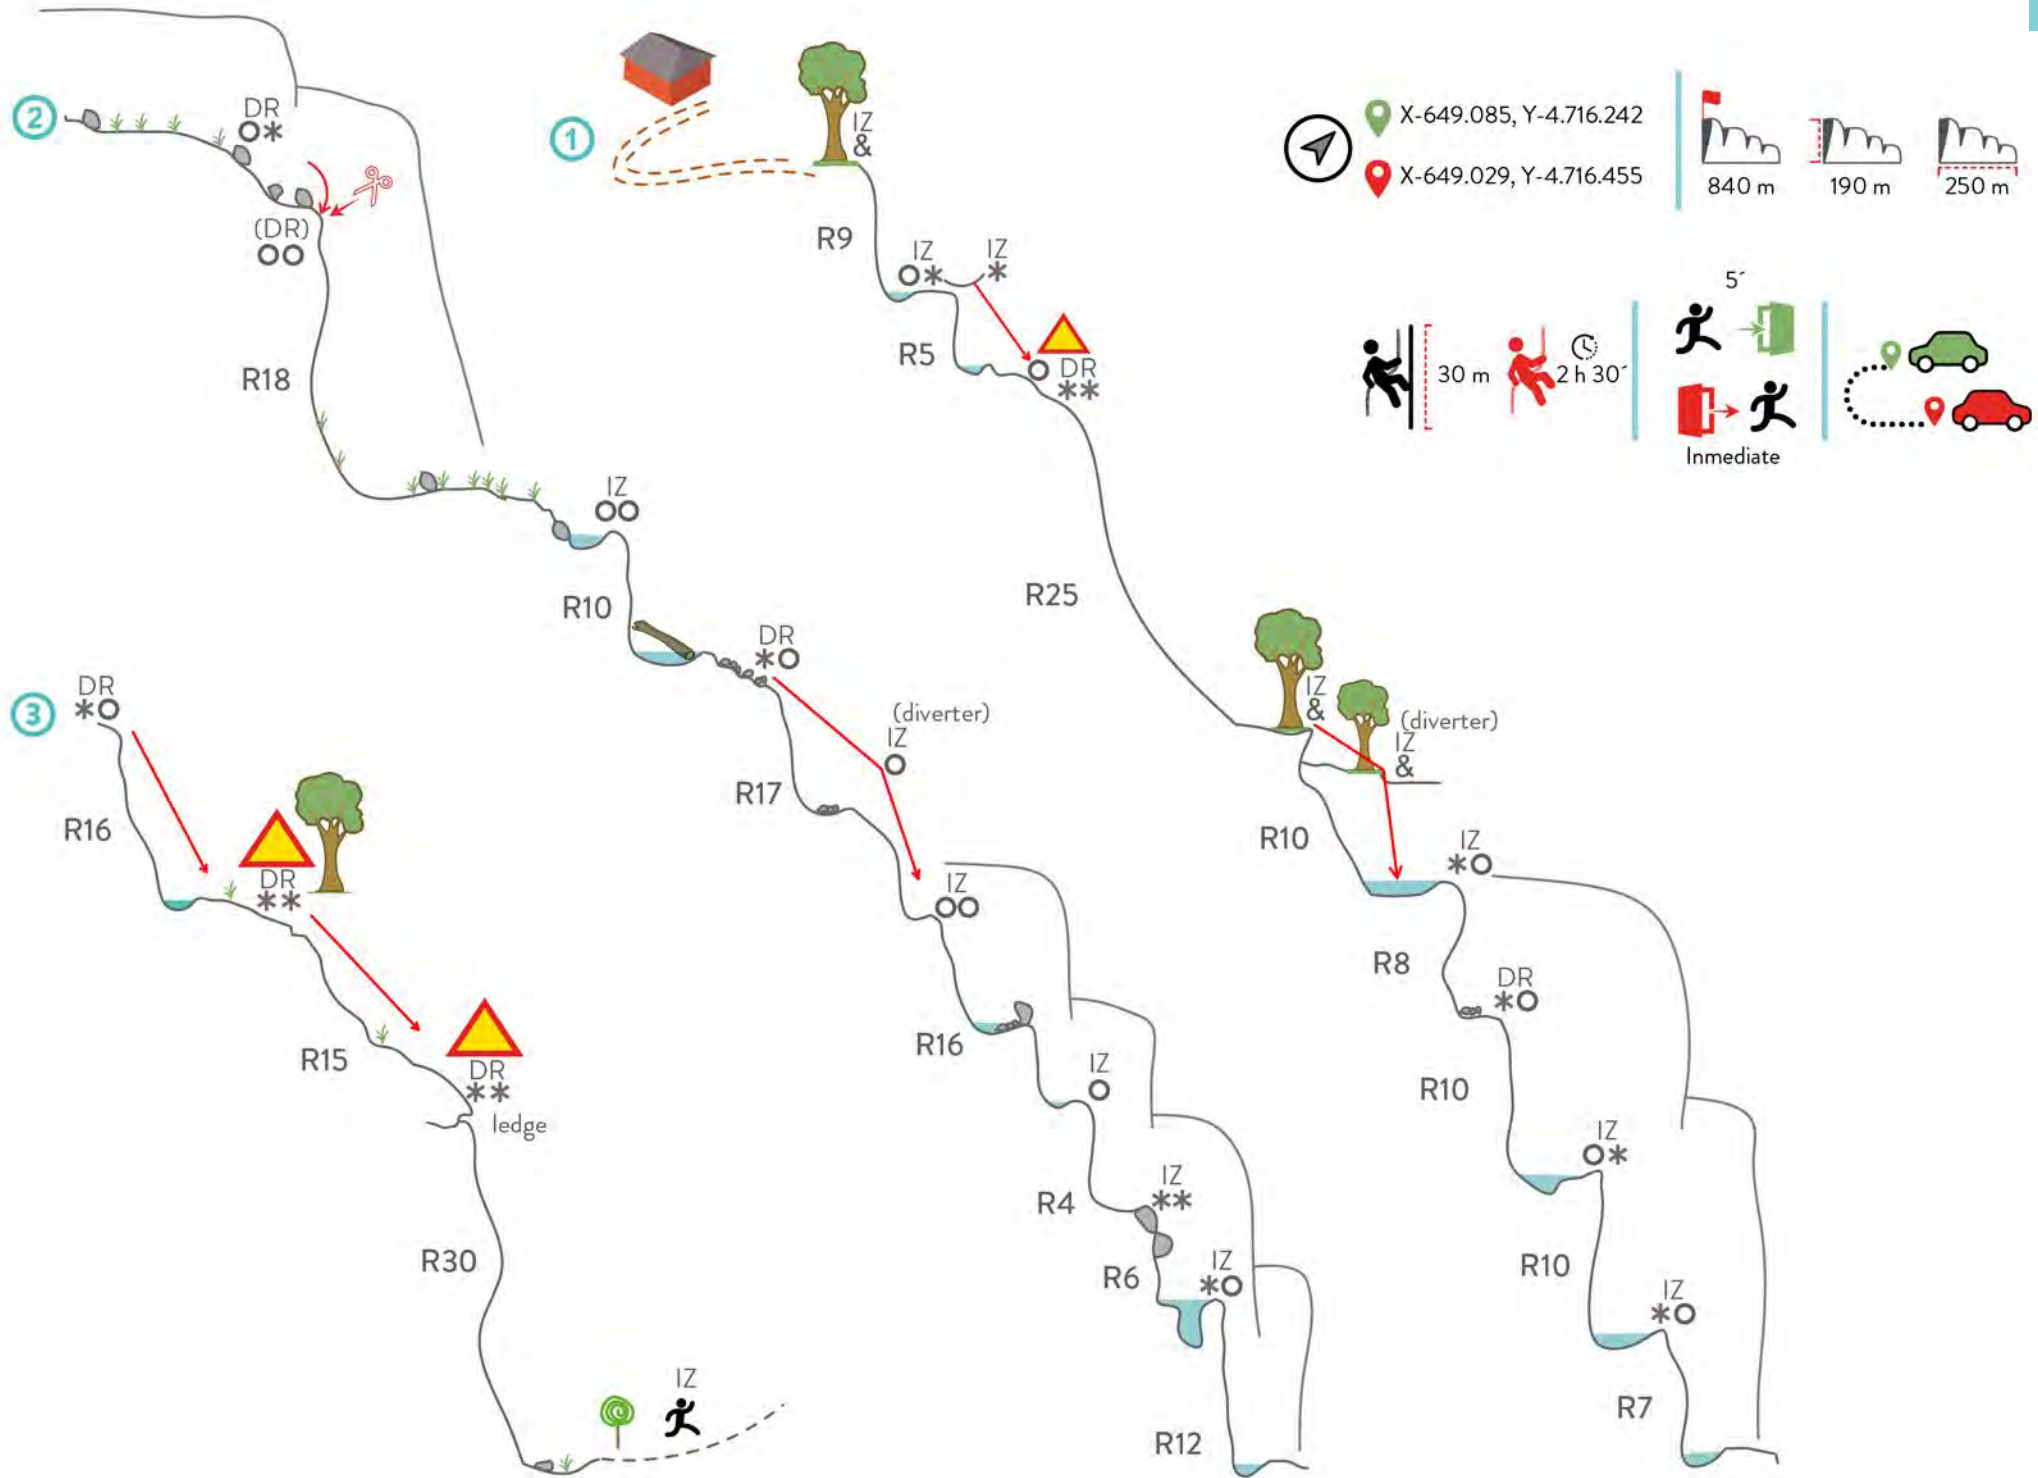 1
IZ
&
R9
IZ
O*
IZ
*
R5
O DR
**
R25
IZ
&
(diverter)
IZ
&
R10
IZ
*O
R8
DR
*O
R10
IZ
O*
R10
IZ
*O
R7
2
DR
O*
(DR)
OO
R18
IZ
OO
R10
DR
*O
(diverter)
IZ
O
R17
IZ
OO
R16
IZ
O
R4
IZ
**
R6
IZ
*O
R12
3
DR
*O
R16
DR
**
R15
DR
**
ledge
R30
IZ
X-649.085, Y-4.716.242
X-649.029, Y-4.716.455
840 m
190 m
250 m
30 m
2 h 30´
5´
Inmediate